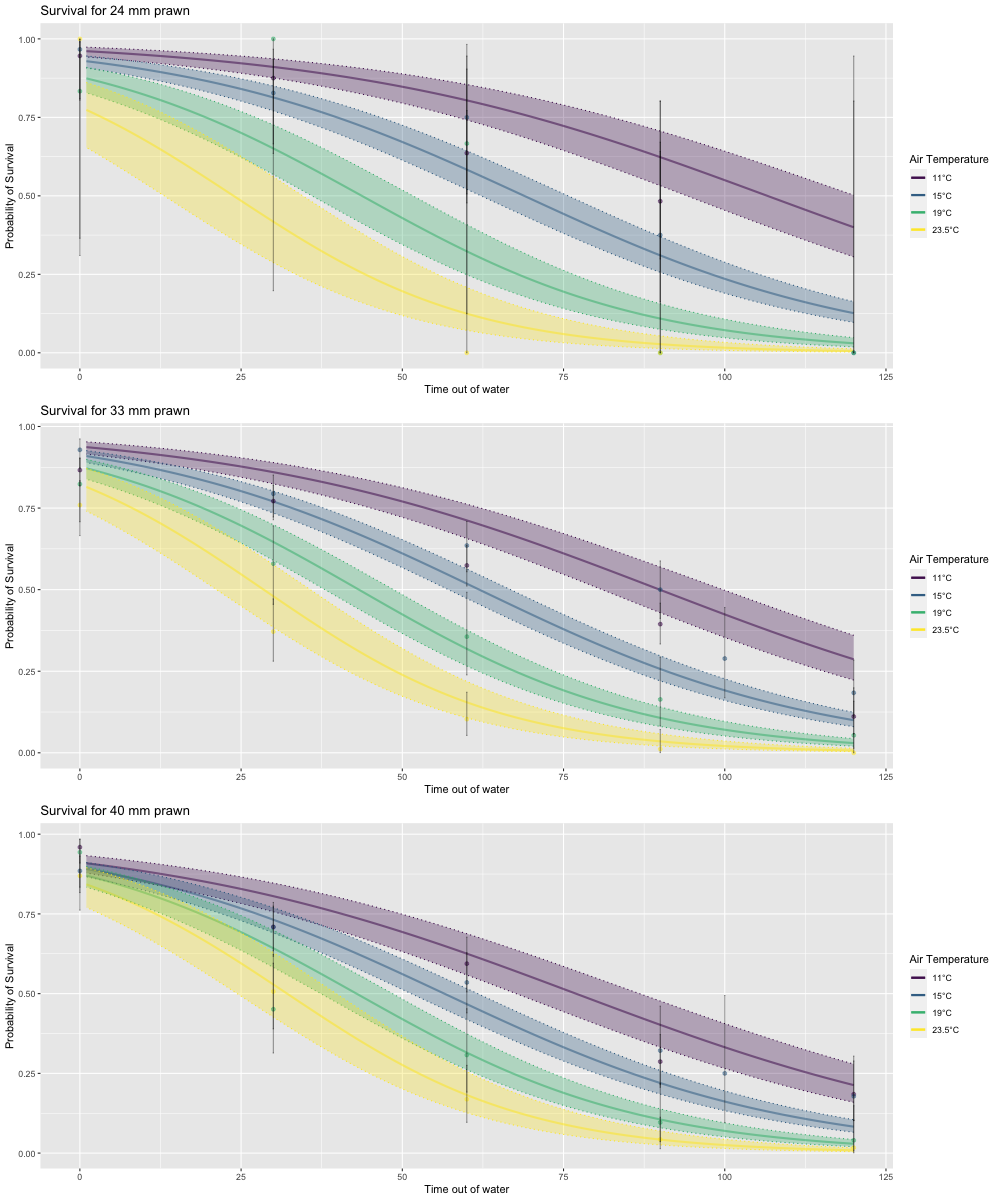 Survival for 24 mm prawn
Probability of Survival
1.00
0.75
0.50
0.25
0.00
0
25
50
75
100
125
Time out of water
Air Temperature
11°C
15°C
19°C
23.5°C
Survival for 33 mm prawn
Probability of Survival
1.00
0.75
0.50
0.25
0.00
0
25
50
75
100
125
Time out of water
Air Temperature
11°C
15°C
19°C
23.5°C
Survival for 40 mm prawn
Probability of Survival
1.00
0.75
0.50
0.25
0.00
0
25
50
75
100
125
Time out of water
Air Temperature
11°C
15°C
19°C
23.5°C